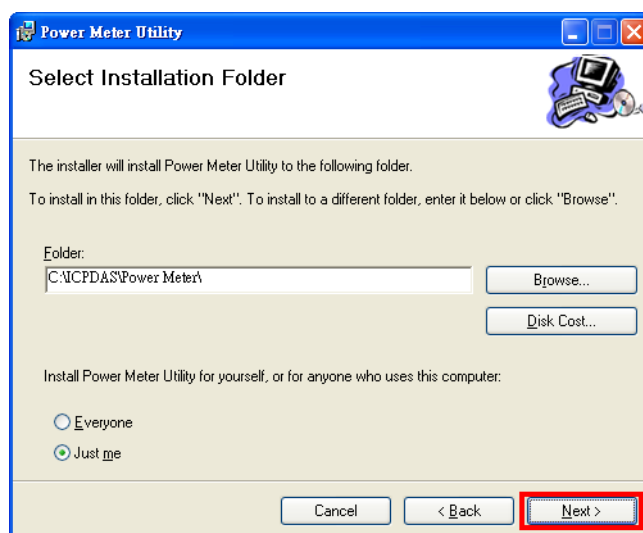 Power Meter Utility
Select Installation Folder
The installer will install Power Meter Utility to the following folder.
To install in this folder, click "Next". To install to a different folder, enter it below or click "Browse".
Folder:
C:\ICPDAS\Power Meter\
Browse...
Disk Cost...
Install Power Meter Utility for yourself, or for anyone who uses this computer:
Everyone
Just me
Cancel
< Back
Next >